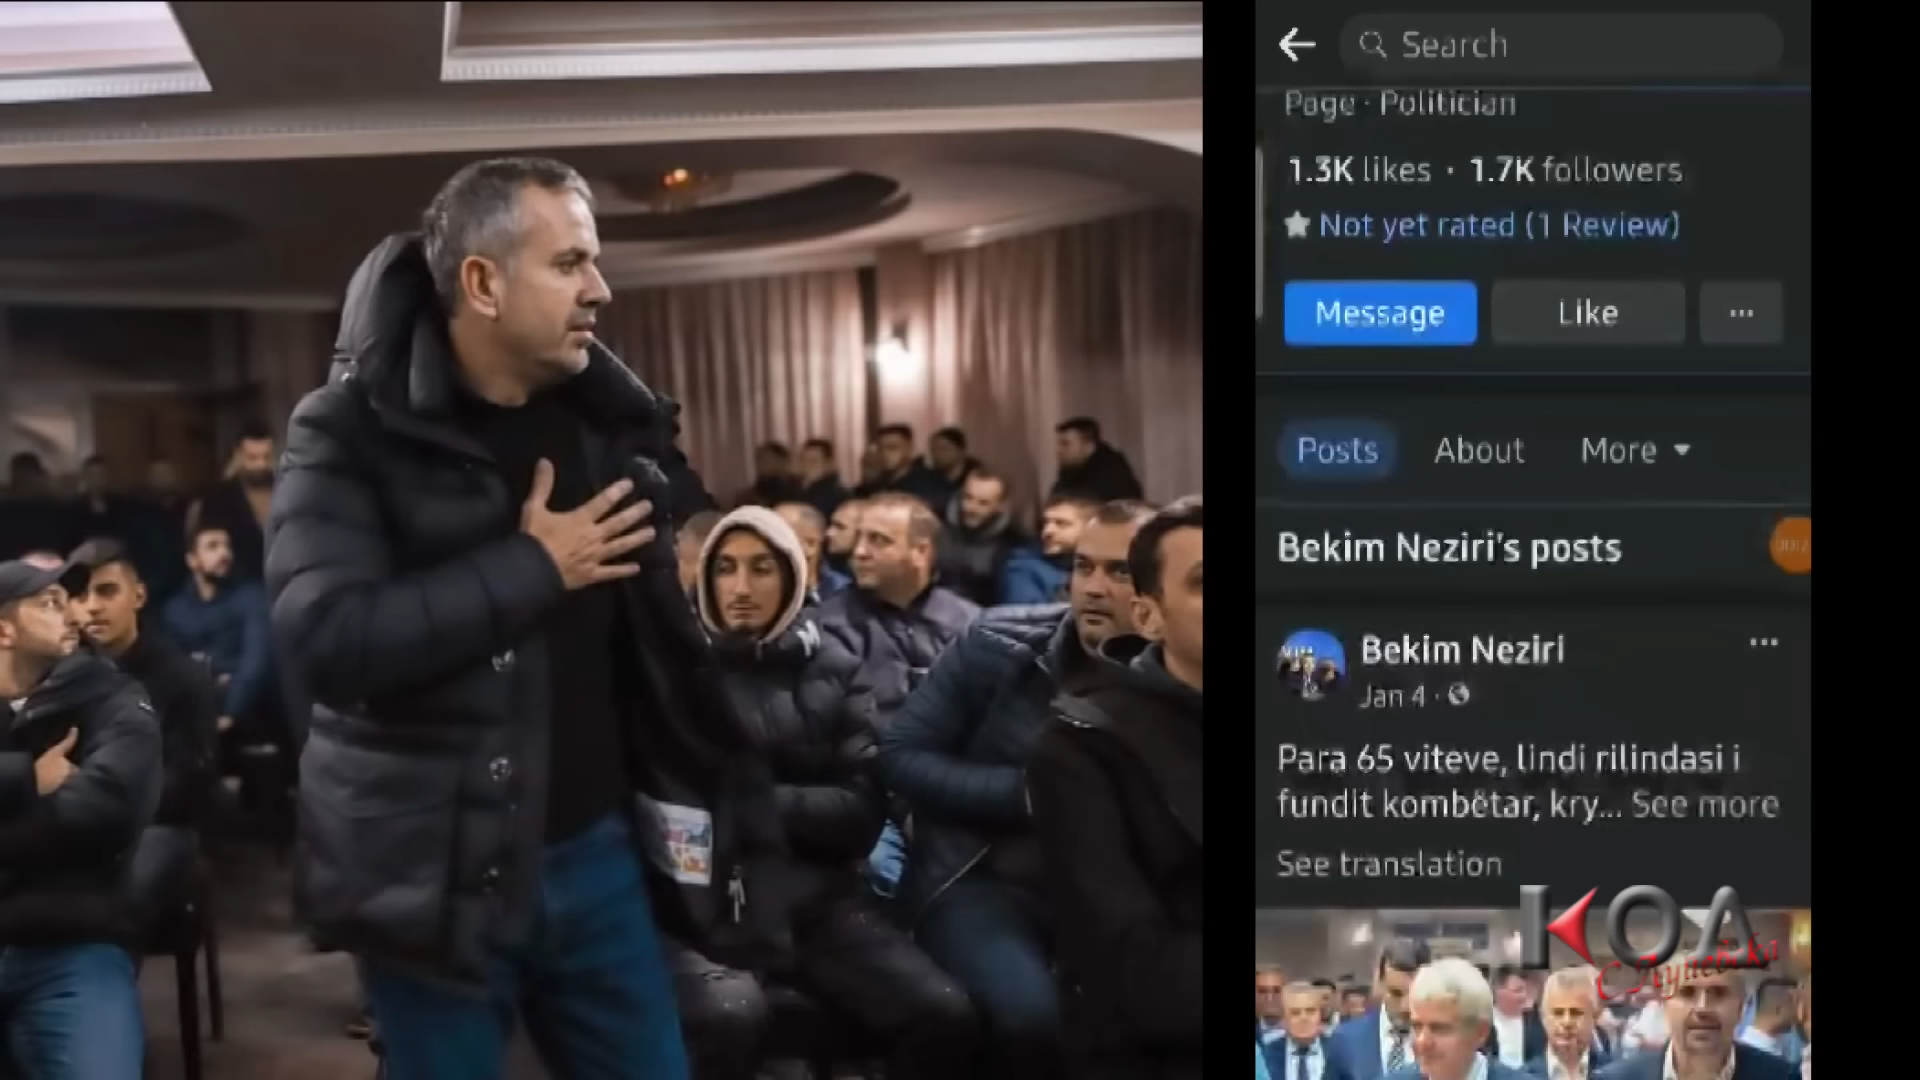 Search
Page · Politician
1.3K likes · 1.7K followers
Not yet rated (1 Review)
Message
Like
Posts
About
More
Bekim Neziri's posts
Bekim Neziri
Jan 4
Para 65 viteve, lindi rilindasi i
fundit kombëtar, kry... See more
See translation
КОД